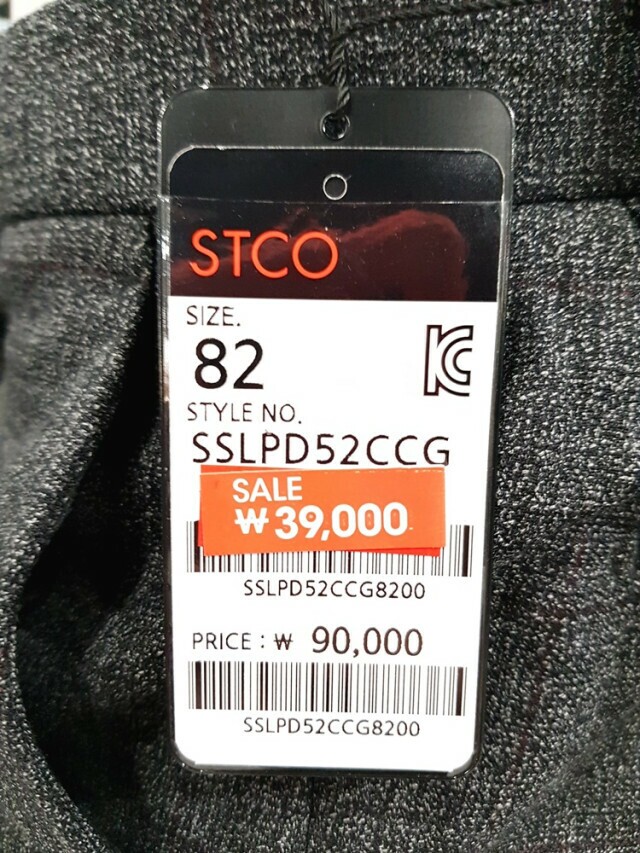 STCO
SIZE.
82
KC
STYLE NO.
SSLPD52CCG
SALE
₩39,000
SSLPD52CCG8200
PRICE : ₩ 90,000
SSLPD52CCG8200